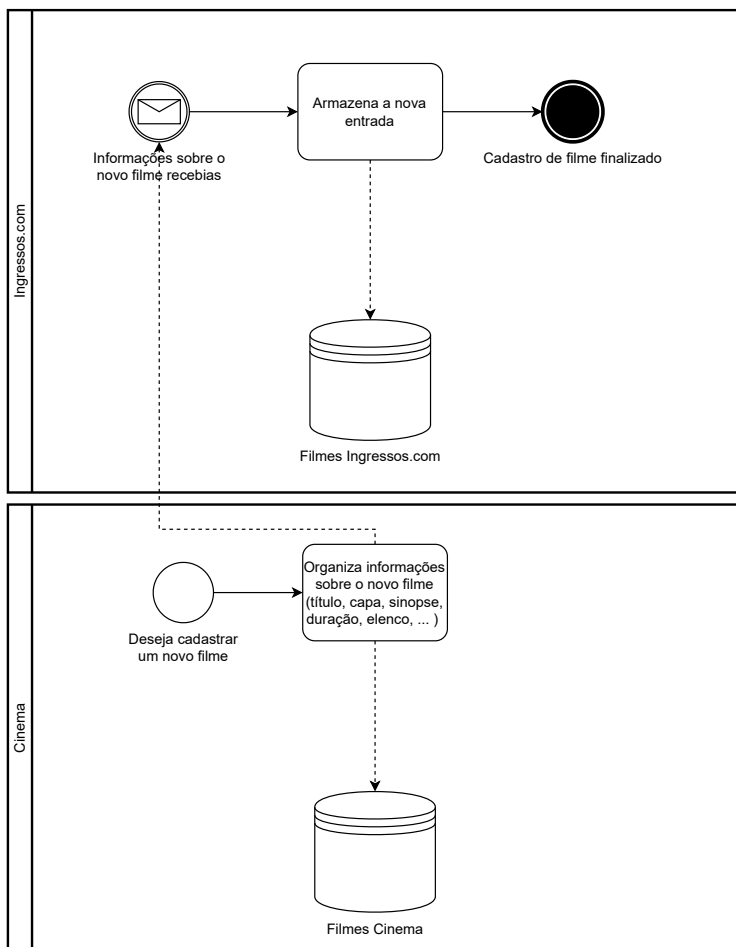 Ingressos.com
Armazena a nova
entrada
Informações sobre o
novo filme recebias
Cadastro de filme finalizado
Filmes Ingressos.com
Cinema
Organiza informações
sobre o novo filme
(título, capa, sinopse,
duração, elenco, ... )
Deseja cadastrar
um novo filme
Filmes Cinema